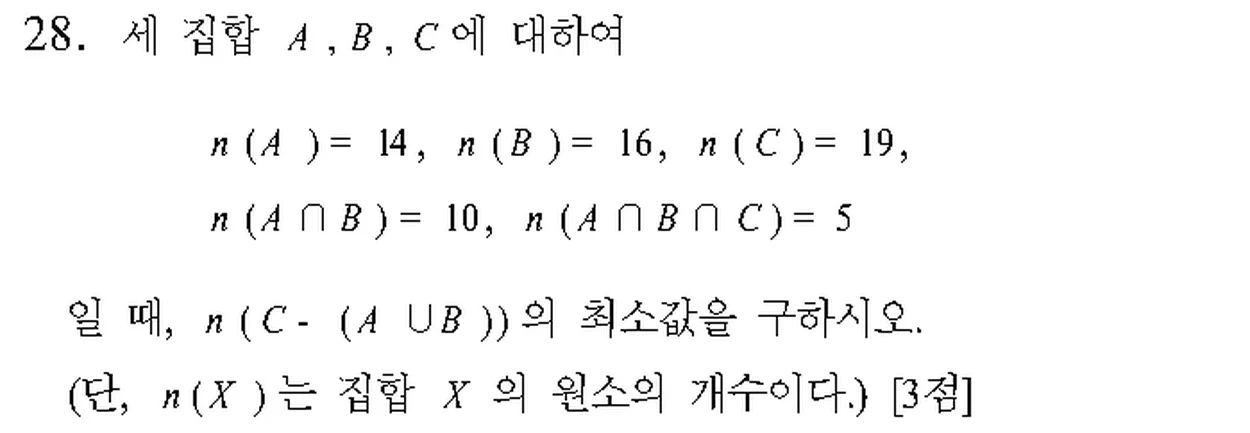 28. 세 집합 A , B , C 에 대하여
n ( A ) = 14 , n ( B ) = 16, n ( C ) = 19 ,
n ( A ∩ B ) = 10, n ( A ∩ B ∩ C ) = 5
일 때, n ( C - ( A ∪ B ) ) 의 최소값을 구하시오.
(단, n ( X ) 는 집합 X 의 원소의 개수이다.) [3점]